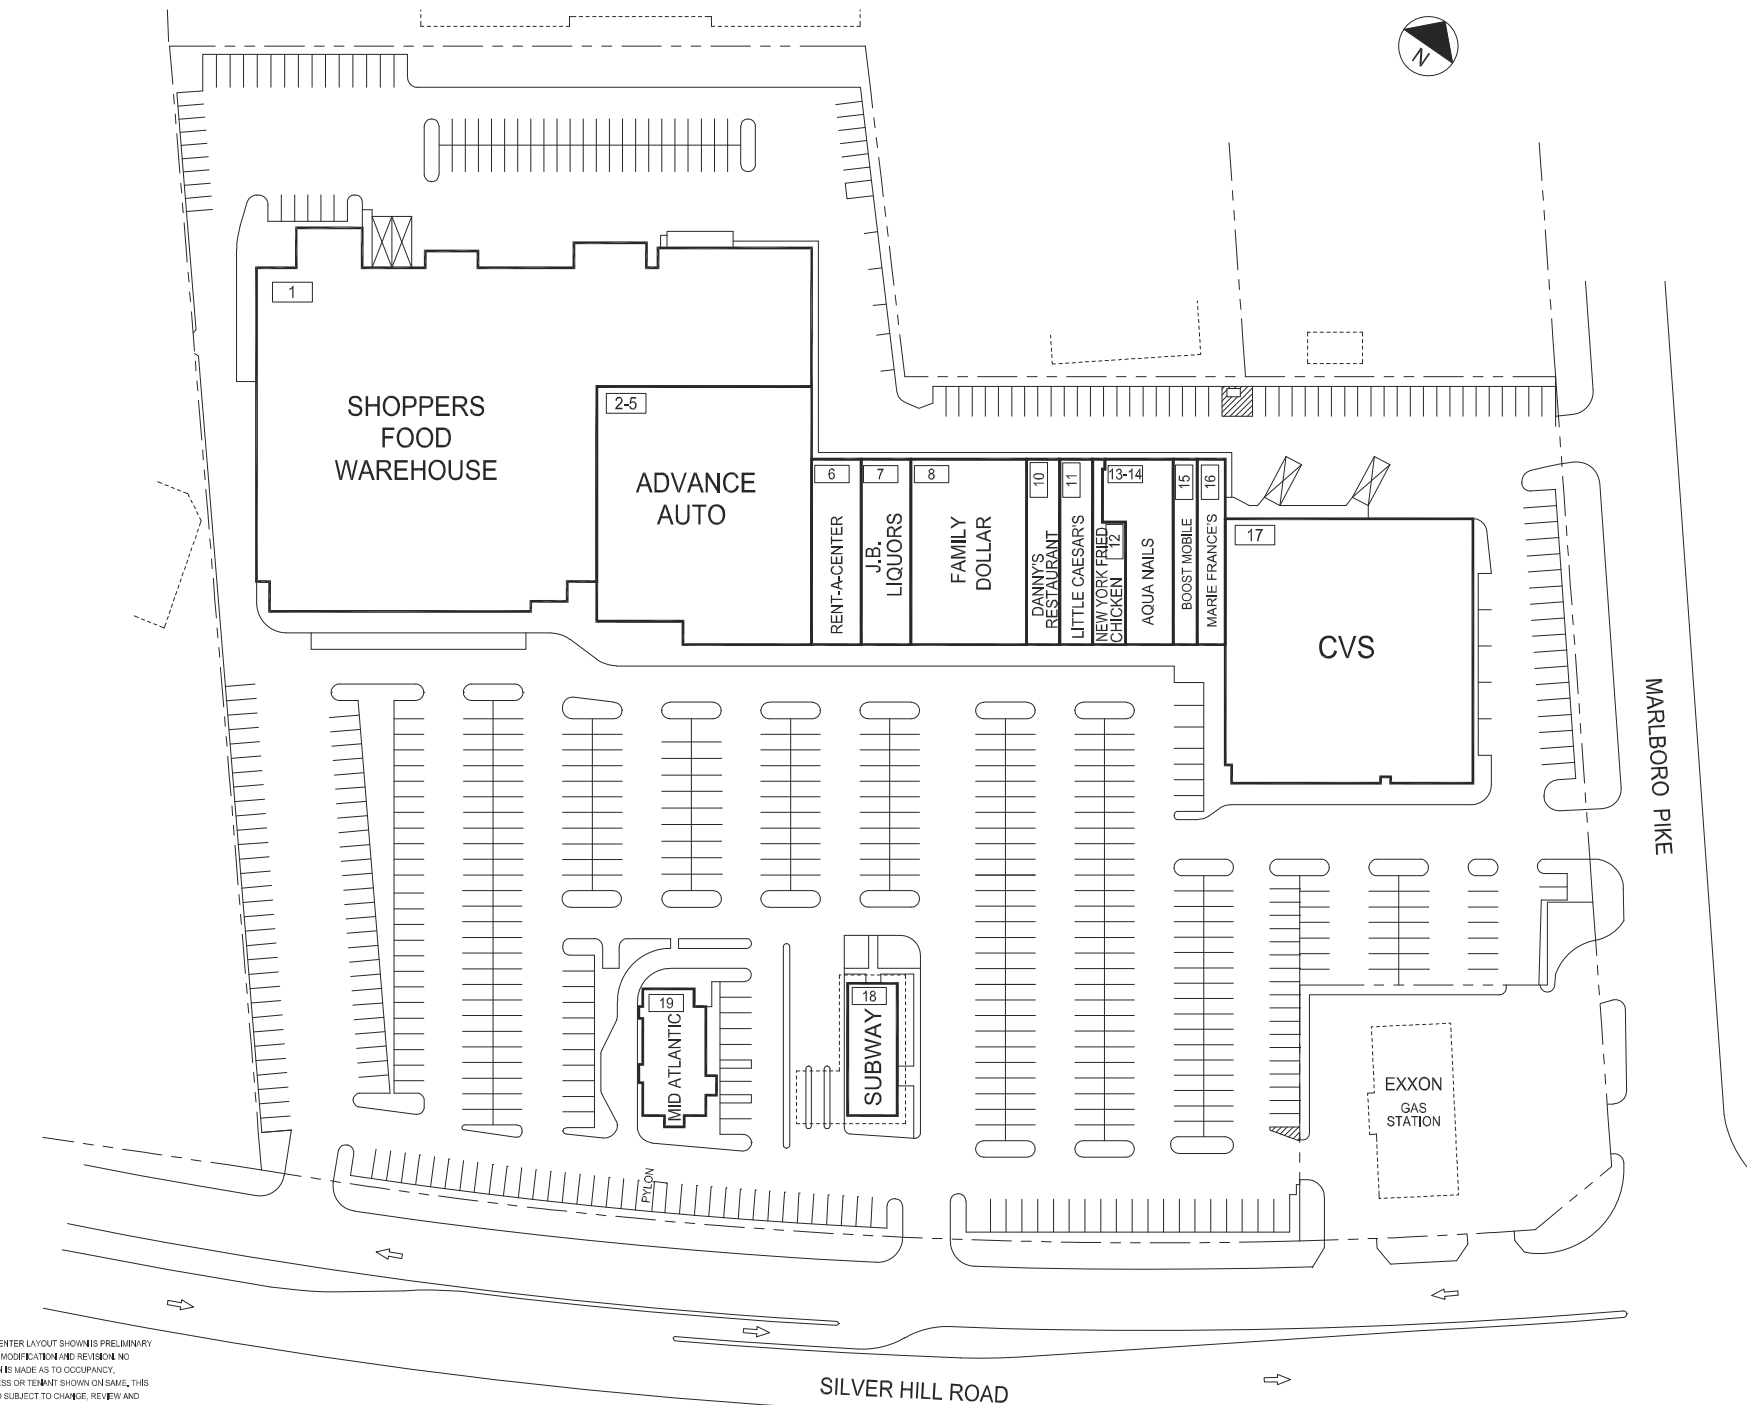 N
1
SHOPPERS
FOOD
WAREHOUSE
2-5
ADVANCE
AUTO
6
RENT-A-CENTER
7
J.B.
LIQUORS
8
FAMILY
DOLLAR
10
DANNY'S
RESTAURANT
11
LITTLE CAESAR'S
12
NEW YORK FRIED
CHICKEN
13-14
AQUA NAILS
15
BOOST MOBILE
16
MARIE FRANCE'S
17
CVS
MARLBORO PIKE
18
SUBWAY
19
MID ATLANTIC
EXXON
GAS
STATION
PYLON
SILVER HILL ROAD
ENTER LAYOUT SHOWN IS PRELIMINARY
MODIFICATION AND REVISION. NO
IS MADE AS TO OCCUPANCY,
ESS OR TENANT SHOWN ON SAME. THIS
SUBJECT TO CHANGE, REVIEW AND